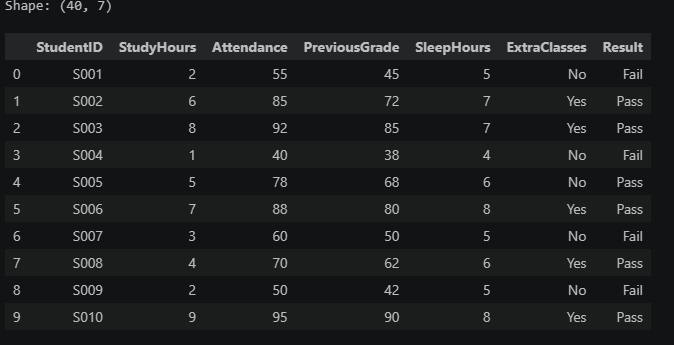 Shape: (40, 7)
StudentID StudyHours Attendance PreviousGrade SleepHours ExtraClasses Result
0 S001 2 55 45 5 No Fail
1 S002 6 85 72 7 Yes Pass
2 S003 8 92 85 7 Yes Pass
3 S004 1 40 38 4 No Fail
4 S005 5 78 68 6 No Pass
5 S006 7 88 80 8 Yes Pass
6 S007 3 60 50 5 No Fail
7 S008 4 70 62 6 Yes Pass
8 S009 2 50 42 5 No Fail
9 S010 9 95 90 8 Yes Pass